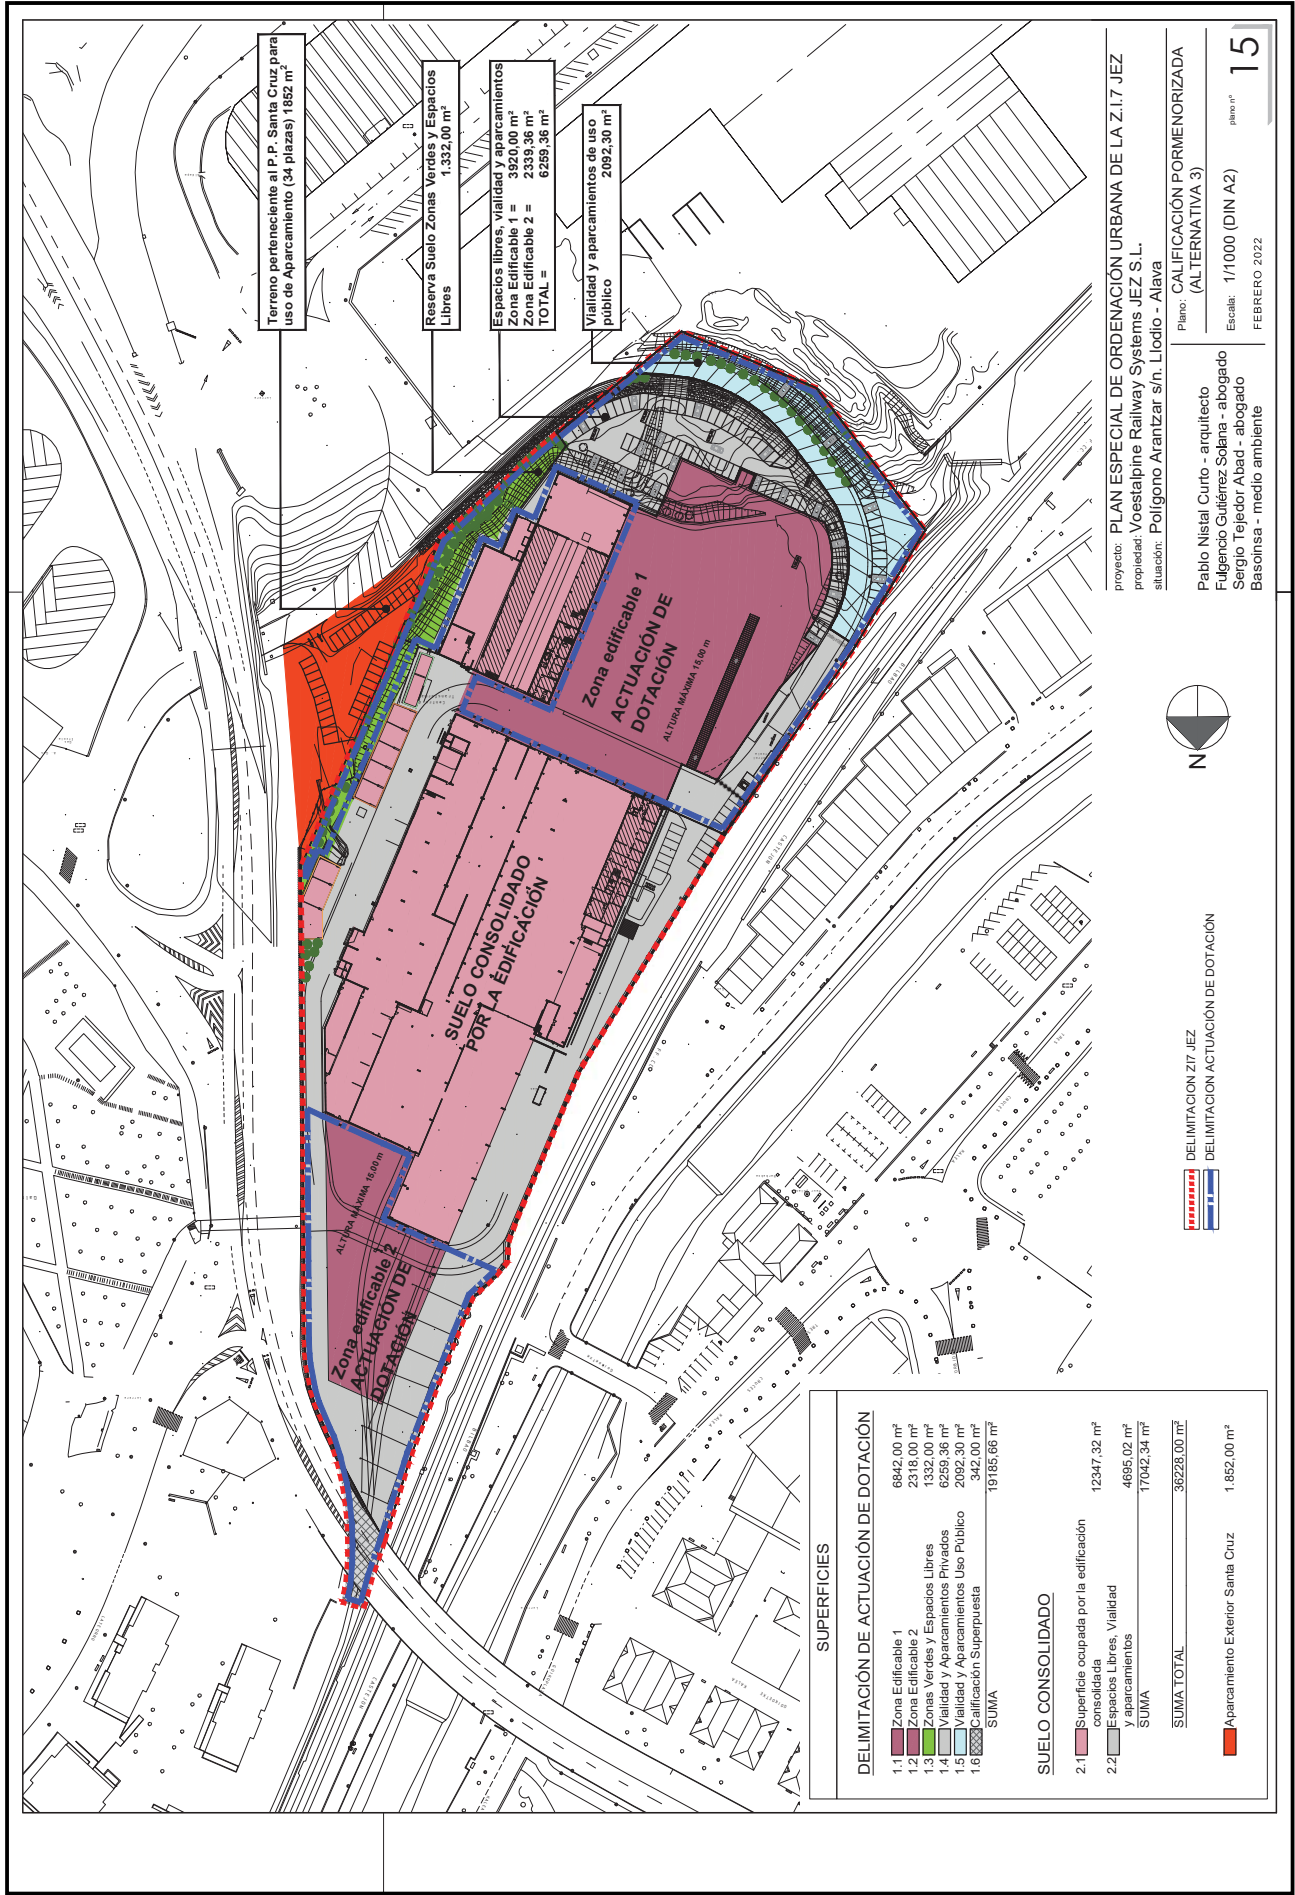 Terreno perteneciente al P.P. Santa Cruz para
uso de Aparcamiento (34 plazas) 1852 m²
Reserva Suelo Zonas Verdes y Espacios
Libres 1.332,00 m²
Espacios libres, vialidad y aparcamientos
Zona Edificable 1 = 3920,00 m²
Zona Edificable 2 = 2339,36 m²
TOTAL = 6259,36 m²
Vialidad y aparcamientos de uso
público 2092,30 m²
Zona edificable 1
ACTUACIÓN DE
DOTACIÓN
ALTURA MÁXIMA 15,00 m
SUELO CONSOLIDADO
POR LA EDIFICACIÓN
Zona edificable 2
ACTUACIÓN DE
DOTACIÓN
ALTURA MÁXIMA 15,00 m
BILBAO
CASTEJON
BILBAO
CASTEJON
N
DELIMITACION ZI7 JEZ
DELIMITACION ACTUACIÓN DE DOTACIÓN
SUPERFICIES
DELIMITACIÓN DE ACTUACIÓN DE DOTACIÓN
1.1 Zona Edificable 1 6842,00 m²
1.2 Zona Edificable 2 2318,00 m²
1.3 Zonas Verdes y Espacios Libres 1332,00 m²
1.4 Vialidad y Aparcamientos Privados 6259,36 m²
1.5 Vialidad y Aparcamientos Uso Público 2092,30 m²
1.6 Calificación Superpuesta 342,00 m²
SUMA 19185,66 m²
SUELO CONSOLIDADO
2.1 Superficie ocupada por la edificación
consolidada 12347,32 m²
2.2 Espacios Libres, Vialidad
y aparcamientos 4695,02 m²
SUMA 17042,34 m²
SUMA TOTAL 36228,00 m²
Aparcamiento Exterior Santa Cruz 1.852,00 m²
proyecto: PLAN ESPECIAL DE ORDENACIÓN URBANA DE LA Z.I.7 JEZ
propiedad: Voestalpine Railway Systems JEZ S.L.
situación: Polígono Arantzar s/n. Llodio - Alava
Pablo Nistal Curto - arquitecto
Fulgencio Gutiérrez Solana - abogado
Sergio Tejedor Abad - abogado
Basoinsa - medio ambiente
Plano: CALIFICACIÓN PORMENORIZADA
(ALTERNATIVA 3)
Escala: 1/1000 (DIN A2)
FEBRERO 2022
plano nº
15